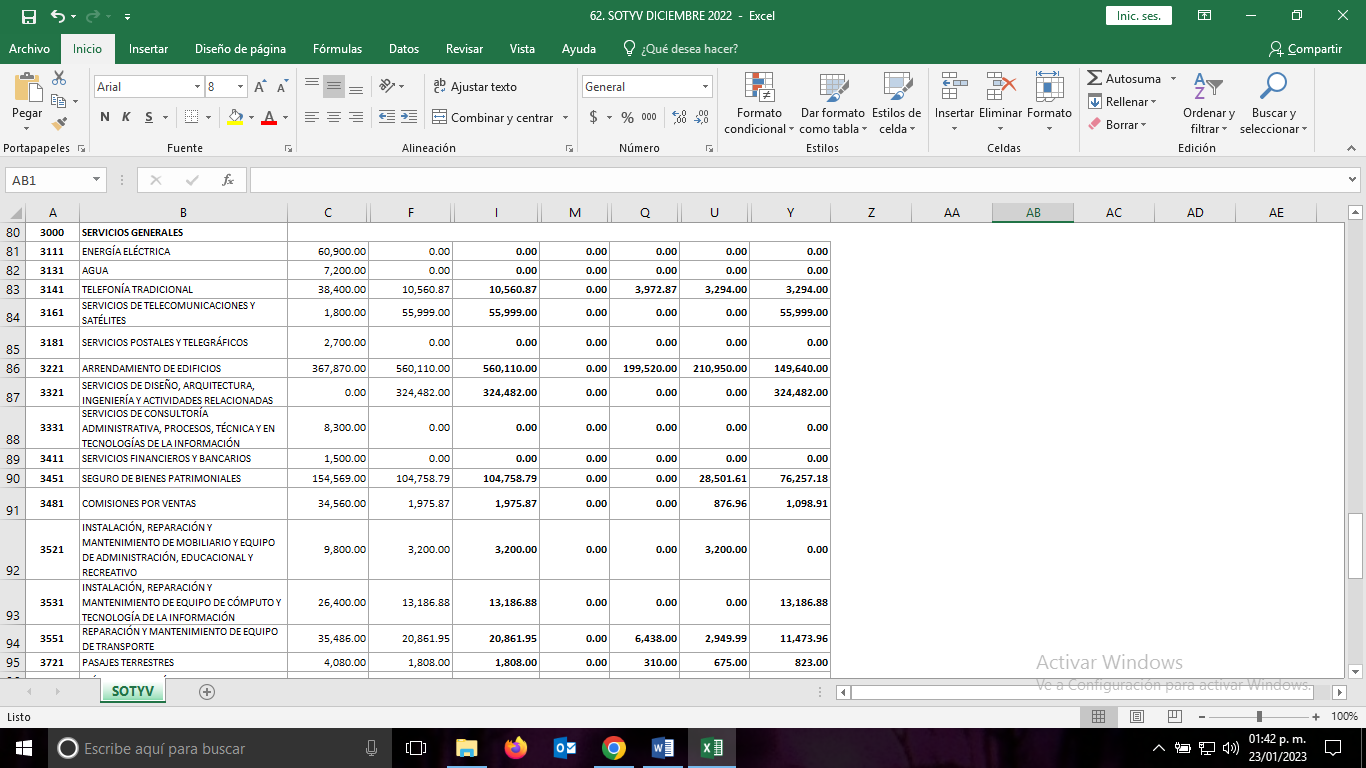 62. SOTYV DICIEMBRE 2022 - Excel
Inic. ses.
Archivo Inicio Insertar Diseño de página Fórmulas Datos Revisar Vista Ayuda ¿Qué desea hacer? Compartir
Pegar
Portapapeles
Arial 8
N K S
Fuente
Ajustar texto
Combinar y centrar
Alineación
General
$ % 000
Número
Formato condicional
Dar formato como tabla
Estilos de celda
Estilos
Insertar Eliminar Formato
Celdas
Autosuma
Rellenar
Borrar
Ordenar y filtrar
Buscar y seleccionar
Edición
AB1 fx
A B C F I M Q U Y Z AA AB AC AD AE
80 3000 SERVICIOS GENERALES
81 3111 ENERGÍA ELÉCTRICA 60,900.00 0.00 0.00 0.00 0.00 0.00 0.00
82 3131 AGUA 7,200.00 0.00 0.00 0.00 0.00 0.00 0.00
83 3141 TELEFONÍA TRADICIONAL 38,400.00 10,560.87 10,560.87 0.00 3,972.87 3,294.00 3,294.00
84 3161 SERVICIOS DE TELECOMUNICACIONES Y
SATÉLITES 1,800.00 55,999.00 55,999.00 0.00 0.00 0.00 55,999.00
85 3181 SERVICIOS POSTALES Y TELEGRÁFICOS 2,700.00 0.00 0.00 0.00 0.00 0.00 0.00
86 3221 ARRENDAMIENTO DE EDIFICIOS 367,870.00 560,110.00 560,110.00 0.00 199,520.00 210,950.00 149,640.00
87 3321 SERVICIOS DE DISEÑO, ARQUITECTURA,
INGENIERÍA Y ACTIVIDADES RELACIONADAS 0.00 324,482.00 324,482.00 0.00 0.00 0.00 324,482.00
88 3331 SERVICIOS DE CONSULTORÍA
ADMINISTRATIVA, PROCESOS, TÉCNICA Y EN
TECNOLOGÍAS DE LA INFORMACIÓN 8,300.00 0.00 0.00 0.00 0.00 0.00 0.00
89 3411 SERVICIOS FINANCIEROS Y BANCARIOS 1,500.00 0.00 0.00 0.00 0.00 0.00 0.00
90 3451 SEGURO DE BIENES PATRIMONIALES 154,569.00 104,758.79 104,758.79 0.00 0.00 28,501.61 76,257.18
91 3481 COMISIONES POR VENTAS 34,560.00 1,975.87 1,975.87 0.00 0.00 876.96 1,098.91
92 3521 INSTALACIÓN, REPARACIÓN Y
MANTENIMIENTO DE MOBILIARIO Y EQUIPO
DE ADMINISTRACIÓN, EDUCACIONAL Y
RECREATIVO 9,800.00 3,200.00 3,200.00 0.00 0.00 3,200.00 0.00
93 3531 INSTALACIÓN, REPARACIÓN Y
MANTENIMIENTO DE EQUIPO DE CÓMPUTO Y
TECNOLOGÍA DE LA INFORMACIÓN 26,400.00 13,186.88 13,186.88 0.00 0.00 0.00 13,186.88
94 3551 REPARACIÓN Y MANTENIMIENTO DE EQUIPO
DE TRANSPORTE 35,486.00 20,861.95 20,861.95 0.00 6,438.00 2,949.99 11,473.96
95 3721 PASAJES TERRESTRES 4,080.00 1,808.00 1,808.00 0.00 310.00 675.00 823.00
Activar Windows
Ve a Configuración para activar Windows.
SOTYV
Listo 100%
Escribe aquí para buscar
01:42 p. m.
23/01/2023